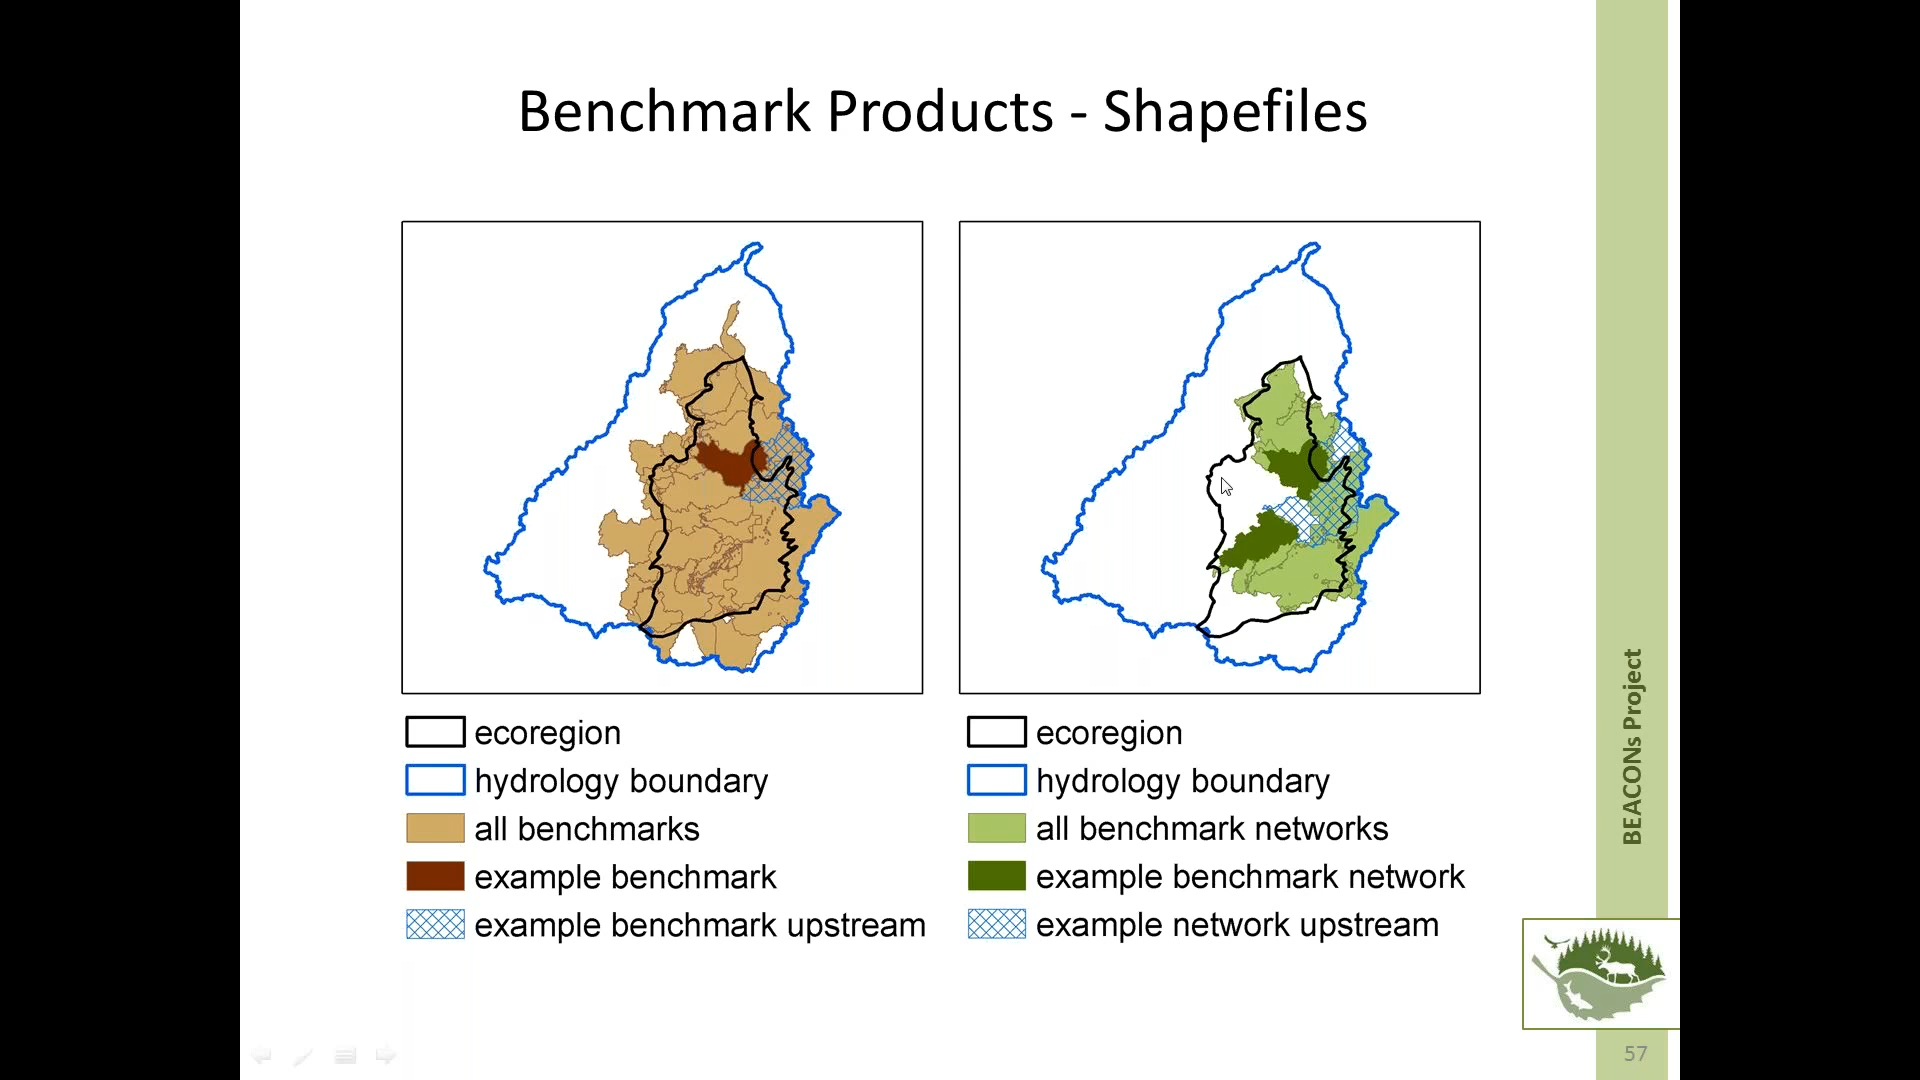 Benchmark Products - Shapefiles
ecoregion
hydrology boundary
all benchmarks
example benchmark
example benchmark upstream
ecoregion
hydrology boundary
all benchmark networks
example benchmark network
example network upstream
BEACONs Project
57